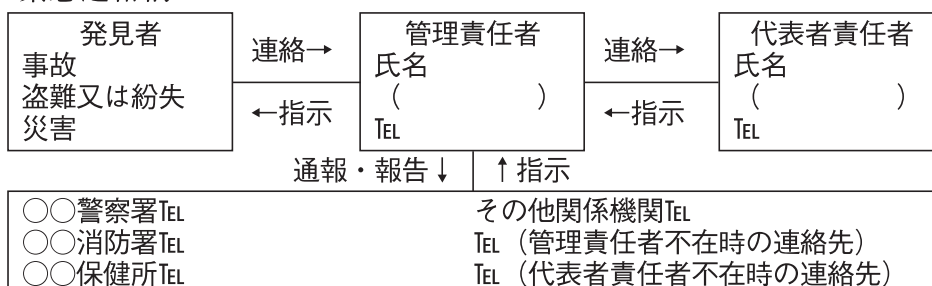 発見者
事故
盗難又は紛失
災害
連絡→
←指示
管理責任者
氏名
（　　　　　）
℡
連絡→
←指示
代表者責任者
氏名
（　　　　　）
℡
通報・報告↓ ↑指示
○○警察署℡ その他関係機関℡
○○消防署℡ ℡（管理責任者不在時の連絡先）
○○保健所℡ ℡（代表者責任者不在時の連絡先）